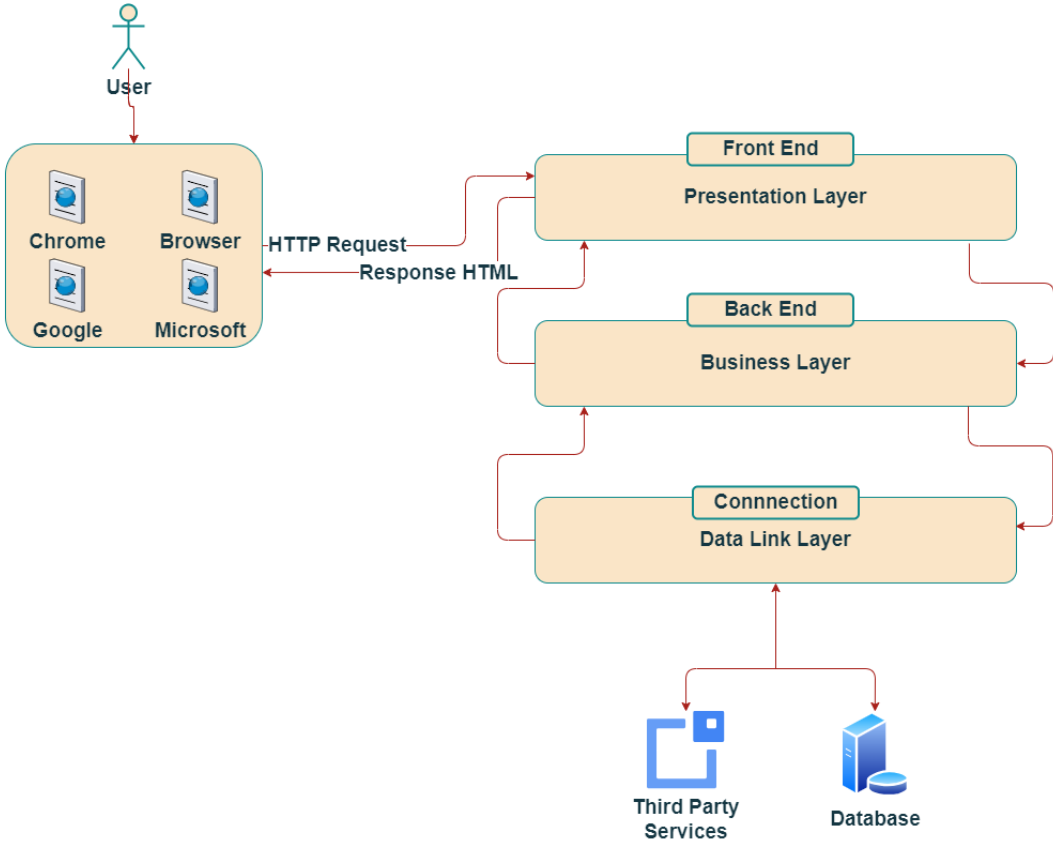 User
Chrome
Browser
Google
Microsoft
HTTP Request
Response HTML
Front End
Presentation Layer
Back End
Business Layer
Connnection
Data Link Layer
Third Party
Services
Database